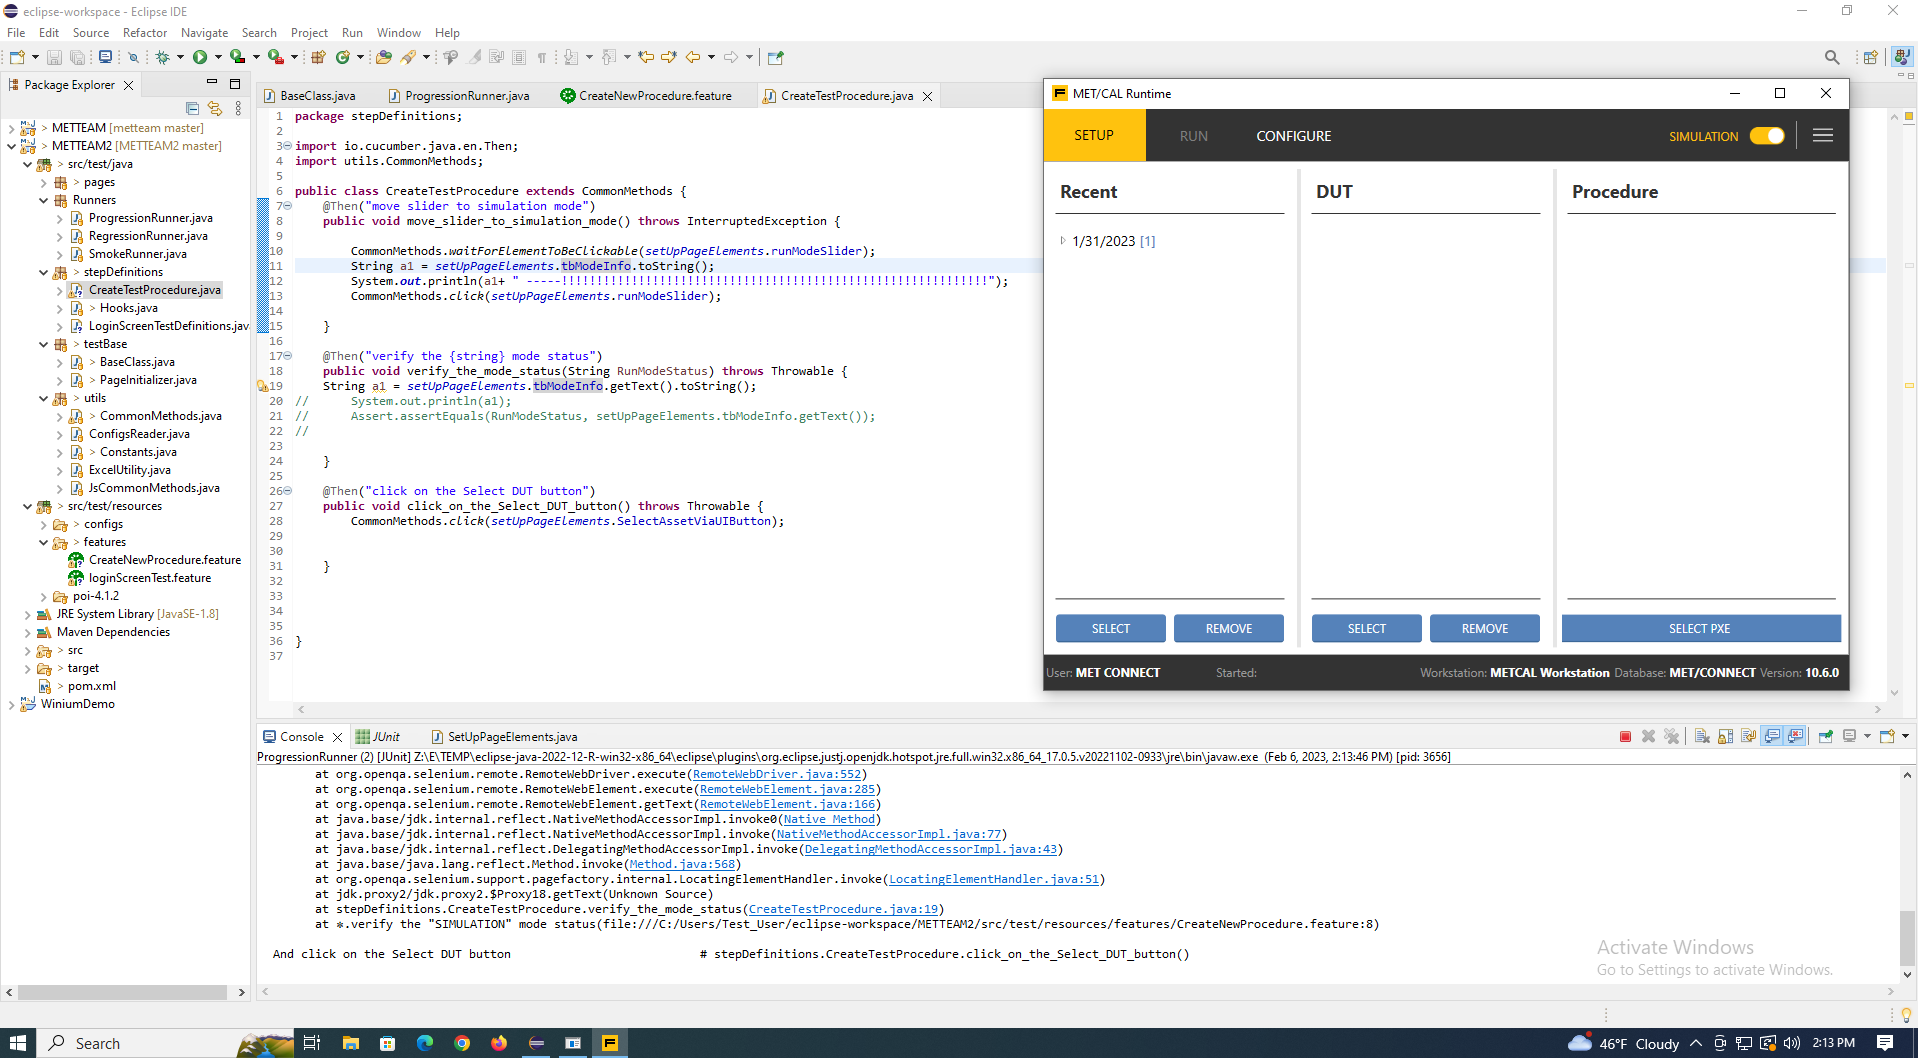 eclipse-workspace - Eclipse IDE
File Edit Source Refactor Navigate Search Project Run Window Help
Package Explorer
> METTEAM [metteam master]
> METTEAM2 [METTEAM2 master]
> src/test/java
> pages
Runners
> ProgressionRunner.java
> RegressionRunner.java
> SmokeRunner.java
> stepDefinitions
CreateTestProcedure.java
> Hooks.java
LoginScreenTestDefinitions.jav
> testBase
> BaseClass.java
> PageInitializer.java
> utils
> CommonMethods.java
ConfigsReader.java
> Constants.java
ExcelUtility.java
JsCommonMethods.java
> src/test/resources
> configs
> features
CreateNewProcedure.feature
loginScreenTest.feature
> poi-4.1.2
JRE System Library [JavaSE-1.8]
Maven Dependencies
> src
> target
> pom.xml
WiniumDemo
BaseClass.java ProgressionRunner.java CreateNewProcedure.feature CreateTestProcedure.java
1 package stepDefinitions;
2
3 import io.cucumber.java.en.Then;
4 import utils.CommonMethods;
5
6 public class CreateTestProcedure extends CommonMethods {
7 @Then("move slider to simulation mode")
8 public void move_slider_to_simulation_mode() throws InterruptedException {
9
10 CommonMethods.waitForElementToBeClickable(setUpPageElements.runModeSlider);
11 String a1 = setUpPageElements.tbModeInfo.toString();
12 System.out.println(a1+ " -----!!!!!!!!!!!!!!!!!!!!!!!!!!!!!!!!!!!!!!!!!!!!!!!!!!!!!!!!!!!!!");
13 CommonMethods.click(setUpPageElements.runModeSlider);
14
15 }
16
17 @Then("verify the {string} mode status")
18 public void verify_the_mode_status(String RunModeStatus) throws Throwable {
19 String a1 = setUpPageElements.tbModeInfo.getText().toString();
20 // System.out.println(a1);
21 // Assert.assertEquals(RunModeStatus, setUpPageElements.tbModeInfo.getText());
22 //
23
24 }
25
26 @Then("click on the Select DUT button")
27 public void click_on_the_Select_DUT_button() throws Throwable {
28 CommonMethods.click(setUpPageElements.SelectAssetViaUIButton);
29
30
31 }
32
33
34
35
36 }
37
MET/CAL Runtime
SETUP RUN CONFIGURE SIMULATION
Recent DUT Procedure
1/31/2023 [1]
SELECT REMOVE SELECT REMOVE SELECT PXE
User: MET CONNECT Started: Workstation: METCAL Workstation Database: MET/CONNECT Version: 10.6.0
Console JUnit SetUpPageElements.java
ProgressionRunner (2) [JUnit] Z:\E\TEMP\eclipse-java-2022-12-R-win32-x86_64\eclipse\plugins\org.eclipse.justj.openjdk.hotspot.jre.full.win32.x86_64_17.0.5.v20221102-0933\jre\bin\javaw.exe (Feb 6, 2023, 2:13:46 PM) [pid: 3656]
at org.openqa.selenium.remote.RemoteWebDriver.execute(RemoteWebDriver.java:552)
at org.openqa.selenium.remote.RemoteWebElement.execute(RemoteWebElement.java:285)
at org.openqa.selenium.remote.RemoteWebElement.getText(RemoteWebElement.java:166)
at java.base/jdk.internal.reflect.NativeMethodAccessorImpl.invoke0(Native Method)
at java.base/jdk.internal.reflect.NativeMethodAccessorImpl.invoke(NativeMethodAccessorImpl.java:77)
at java.base/jdk.internal.reflect.DelegatingMethodAccessorImpl.invoke(DelegatingMethodAccessorImpl.java:43)
at java.base/java.lang.reflect.Method.invoke(Method.java:568)
at org.openqa.selenium.support.pagefactory.internal.LocatingElementHandler.invoke(LocatingElementHandler.java:51)
at jdk.proxy2/jdk.proxy2.$Proxy18.getText(Unknown Source)
at stepDefinitions.CreateTestProcedure.verify_the_mode_status(CreateTestProcedure.java:19)
at *.verify the "SIMULATION" mode status(file:///C:/Users/Test_User/eclipse-workspace/METTEAM2/src/test/resources/features/CreateNewProcedure.feature:8)
And click on the Select DUT button # stepDefinitions.CreateTestProcedure.click_on_the_Select_DUT_button()
Activate Windows
Go to Settings to activate Windows.
Search
46°F Cloudy
2:13 PM